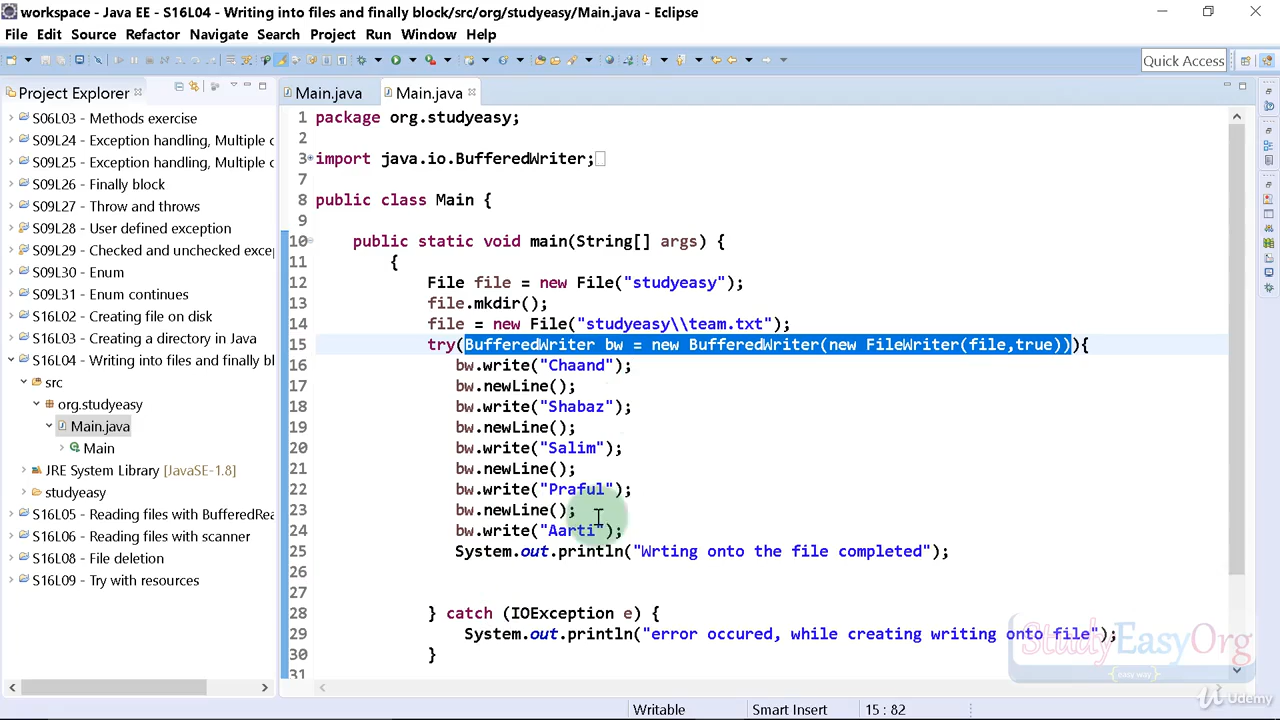 workspace - Java EE - S16L04 - Writing into files and finally block/src/org/studyeasy/Main.java - Eclipse
File Edit Source Refactor Navigate Search Project Run Window Help
Quick Access
Project Explorer
S06L03 - Methods exercise
S09L24 - Exception handling, Multiple c
S09L25 - Exception handling, Multiple c
S09L26 - Finally block
S09L27 - Throw and throws
S09L28 - User defined exception
S09L29 - Checked and unchecked exce
S09L30 - Enum
S09L31 - Enum continues
S16L02 - Creating file on disk
S16L03 - Creating a directory in Java
S16L04 - Writing into files and finally bl
src
org.studyeasy
Main.java
Main
JRE System Library [JavaSE-1.8]
studyeasy
S16L05 - Reading files with BufferedRea
S16L06 - Reading files with scanner
S16L08 - File deletion
S16L09 - Try with resources
Main.java Main.java
1 package org.studyeasy;
2
3 import java.io.BufferedWriter;
7
8 public class Main {
9
10 public static void main(String[] args) {
11 {
12 File file = new File("studyeasy");
13 file.mkdir();
14 file = new File("studyeasy\\team.txt");
15 try(BufferedWriter bw = new BufferedWriter(new FileWriter(file,true))){
16 bw.write("Chaand");
17 bw.newLine();
18 bw.write("Shabaz");
19 bw.newLine();
20 bw.write("Salim");
21 bw.newLine();
22 bw.write("Praful");
23 bw.newLine();
24 bw.write("Aarti");
25 System.out.println("Wrting onto the file completed");
26
27
28 } catch (IOException e) {
29 System.out.println("error occured, while creating writing onto file");
30 }
31
StudyEasyOrg
easy way
Writable Smart Insert 15 : 82
Udemy